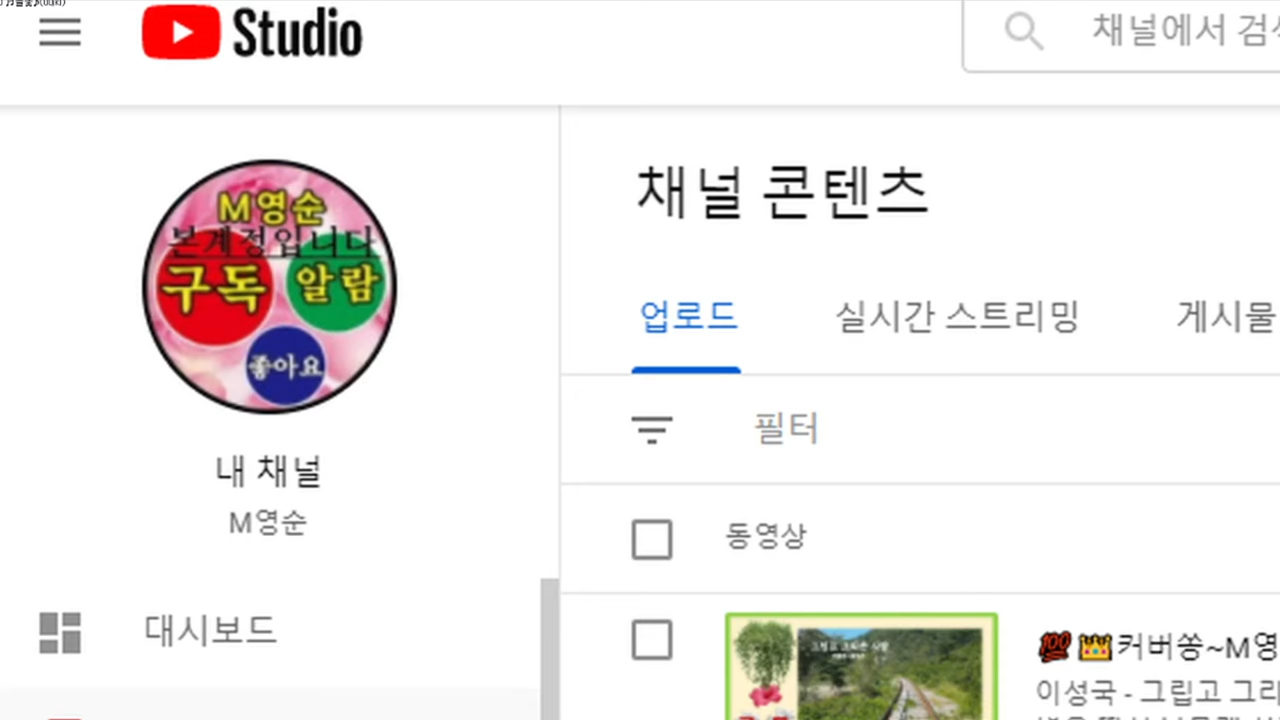 Studio
채널에서 검색
M영순
본계정입니다
구독 알람
좋아요
내 채널
M영순
대시보드
채널 콘텐츠
업로드 실시간 스트리밍 게시물
필터
동영상
💯👑커버쏭~M영
이성국 - 그립고 그리